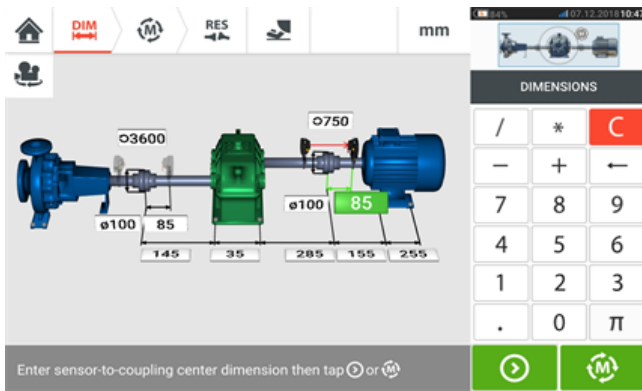 DIM
M
RES
mm
84%
07.12.2018 10:47
DIMENSIONS
3600
750
ø100
85
ø100
85
145
35
285
155
255
/ * C
− + ←
7 8 9
4 5 6
1 2 3
. 0 π
M
Enter sensor-to-coupling center dimension then tap or M